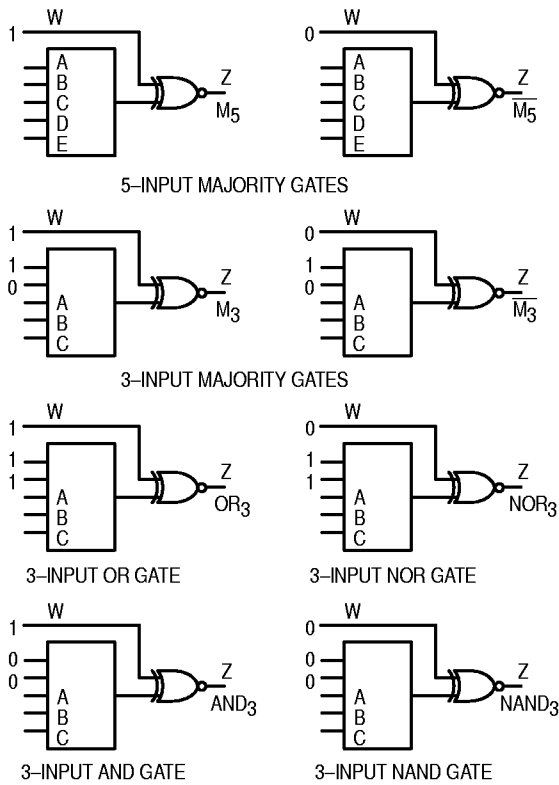 W W
1 0
A A
B Z B Z
C M5 C M̅5̅
D D
E E
5–INPUT MAJORITY GATES
W W
1 0
1 1
0 Z 0 Z
A M3 A M̅3̅
B B
C C
3–INPUT MAJORITY GATES
W W
1 0
1 1
1 Z 1 Z
A OR3 A NOR3
B B
C C
3–INPUT OR GATE 3–INPUT NOR GATE
W W
1 0
0 0
0 Z 0 Z
A AND3 A NAND3
B B
C C
3–INPUT AND GATE 3–INPUT NAND GATE